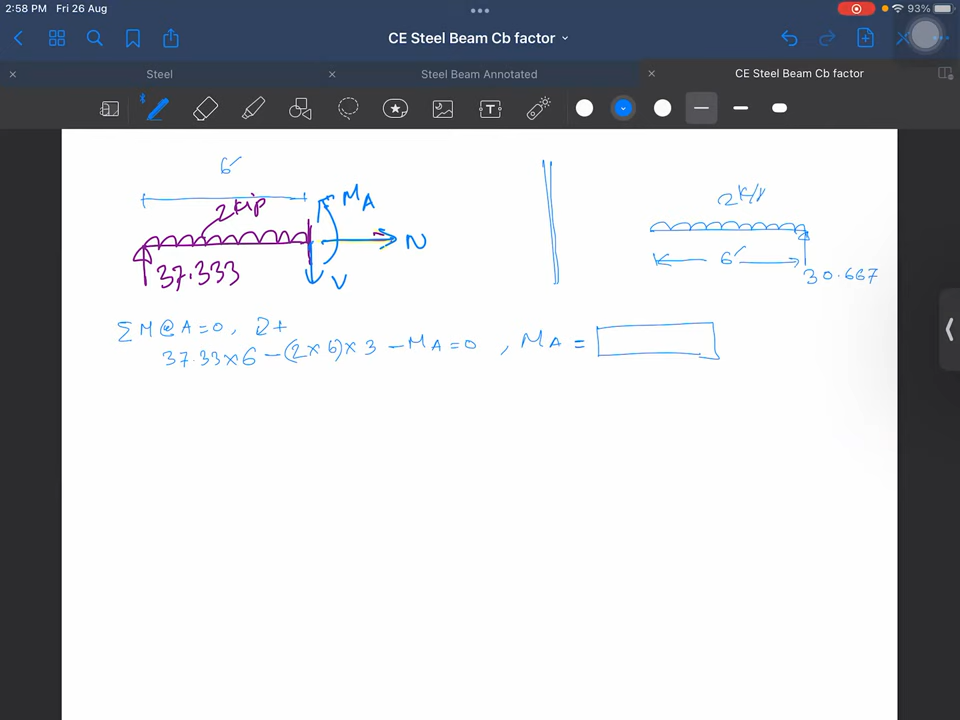 2:58 PM Fri 26 Aug
93%
CE Steel Beam Cb factor
Steel
Steel Beam Annotated
CE Steel Beam Cb factor
6'
MA
2 kip
N
37.333
V
2 K/
6'
30.667
ΣM@A=0, +
37.33×6 -(2×6)×3 -MA=0 , MA =